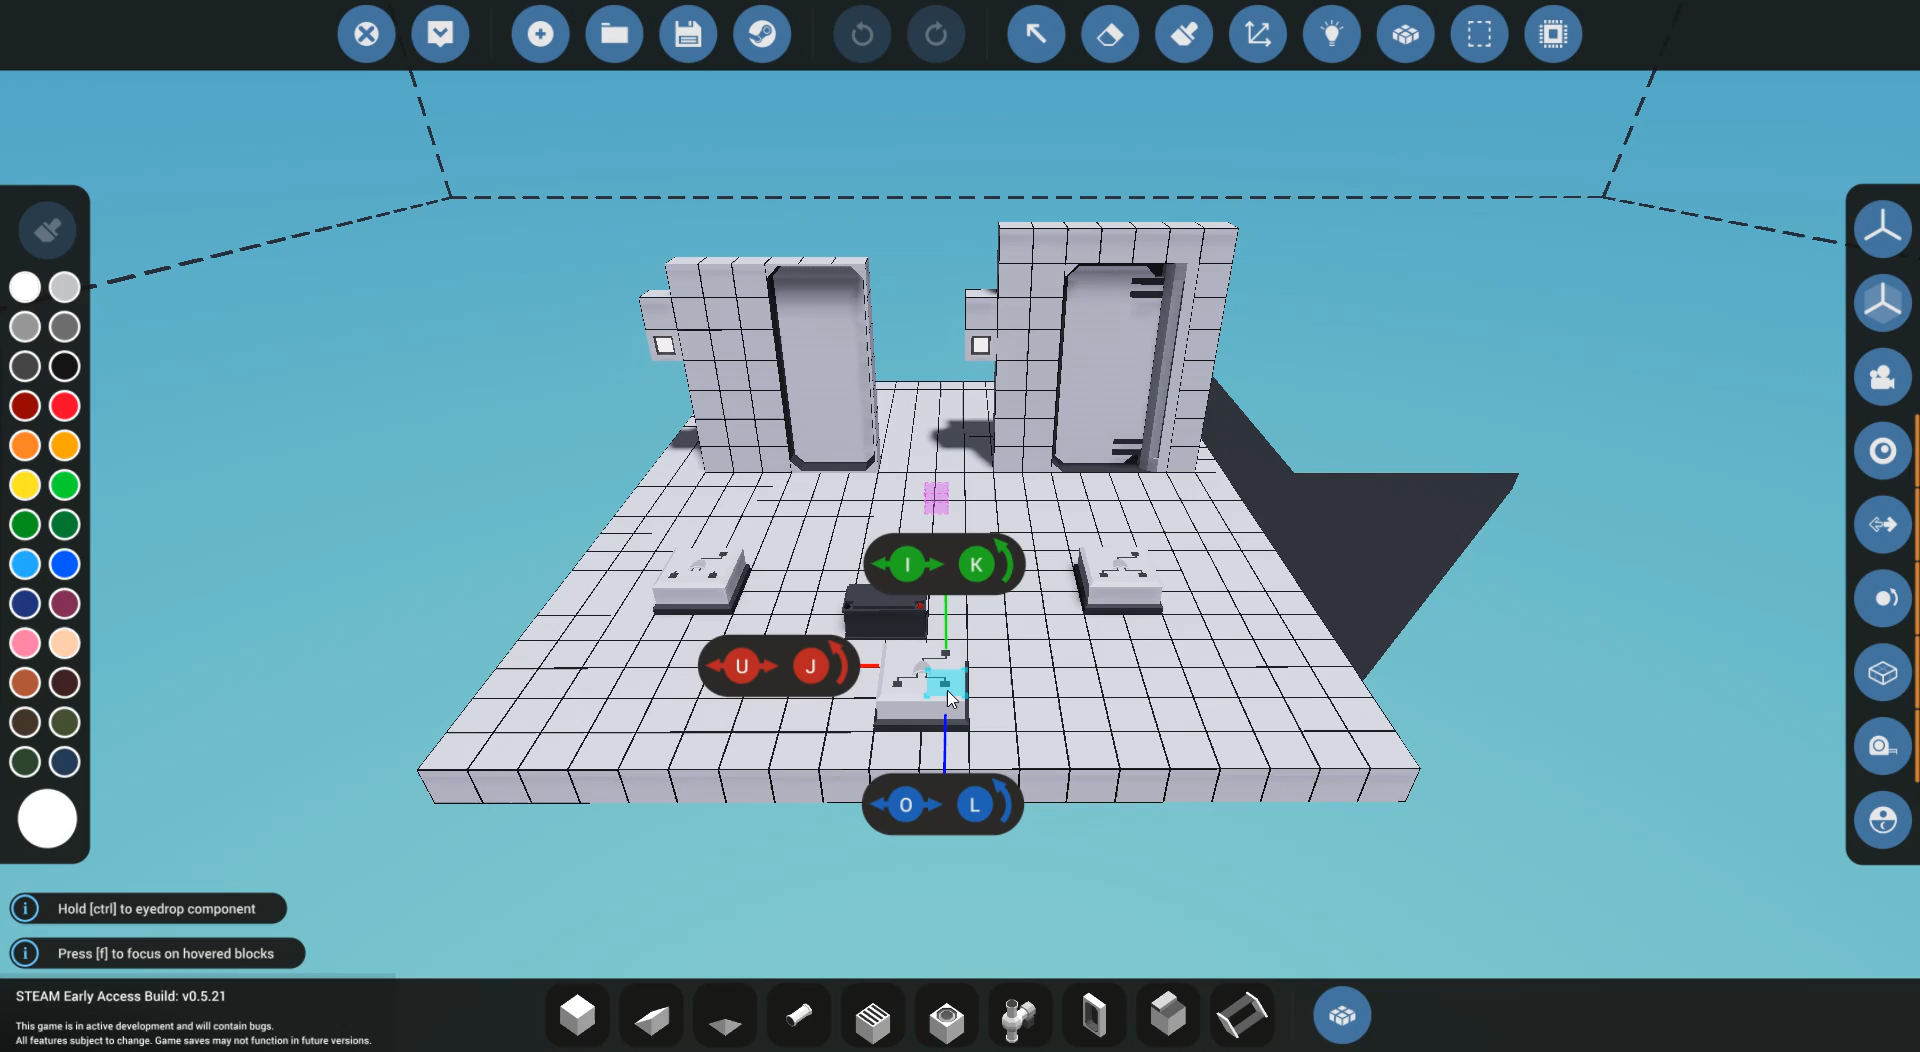 I K
U J
O L
Hold [ctrl] to eyedrop component
Press [f] to focus on hovered blocks
STEAM Early Access Build: v0.5.21
This game is in active development and will contain bugs.
All features subject to change. Game saves may not function in future versions.